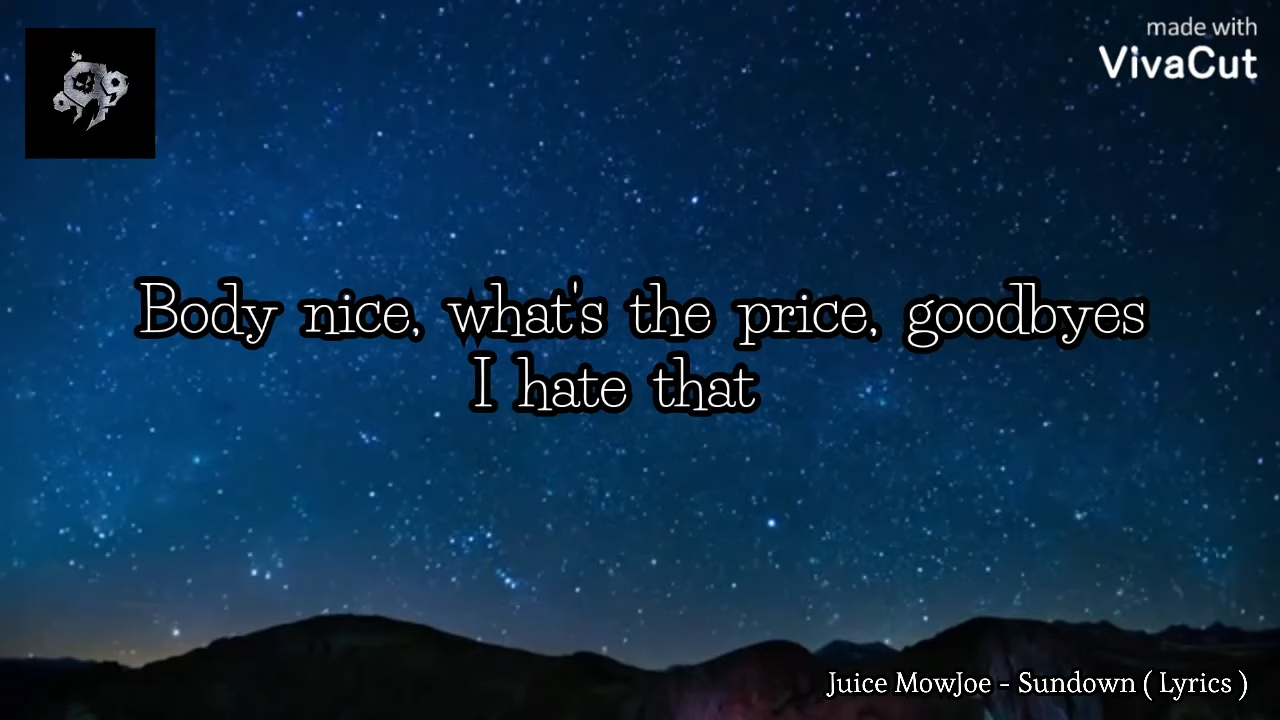 made with
VivaCut
Body nice, what's the price, goodbyes
I hate that
Juice MowJoe - Sundown ( Lyrics )